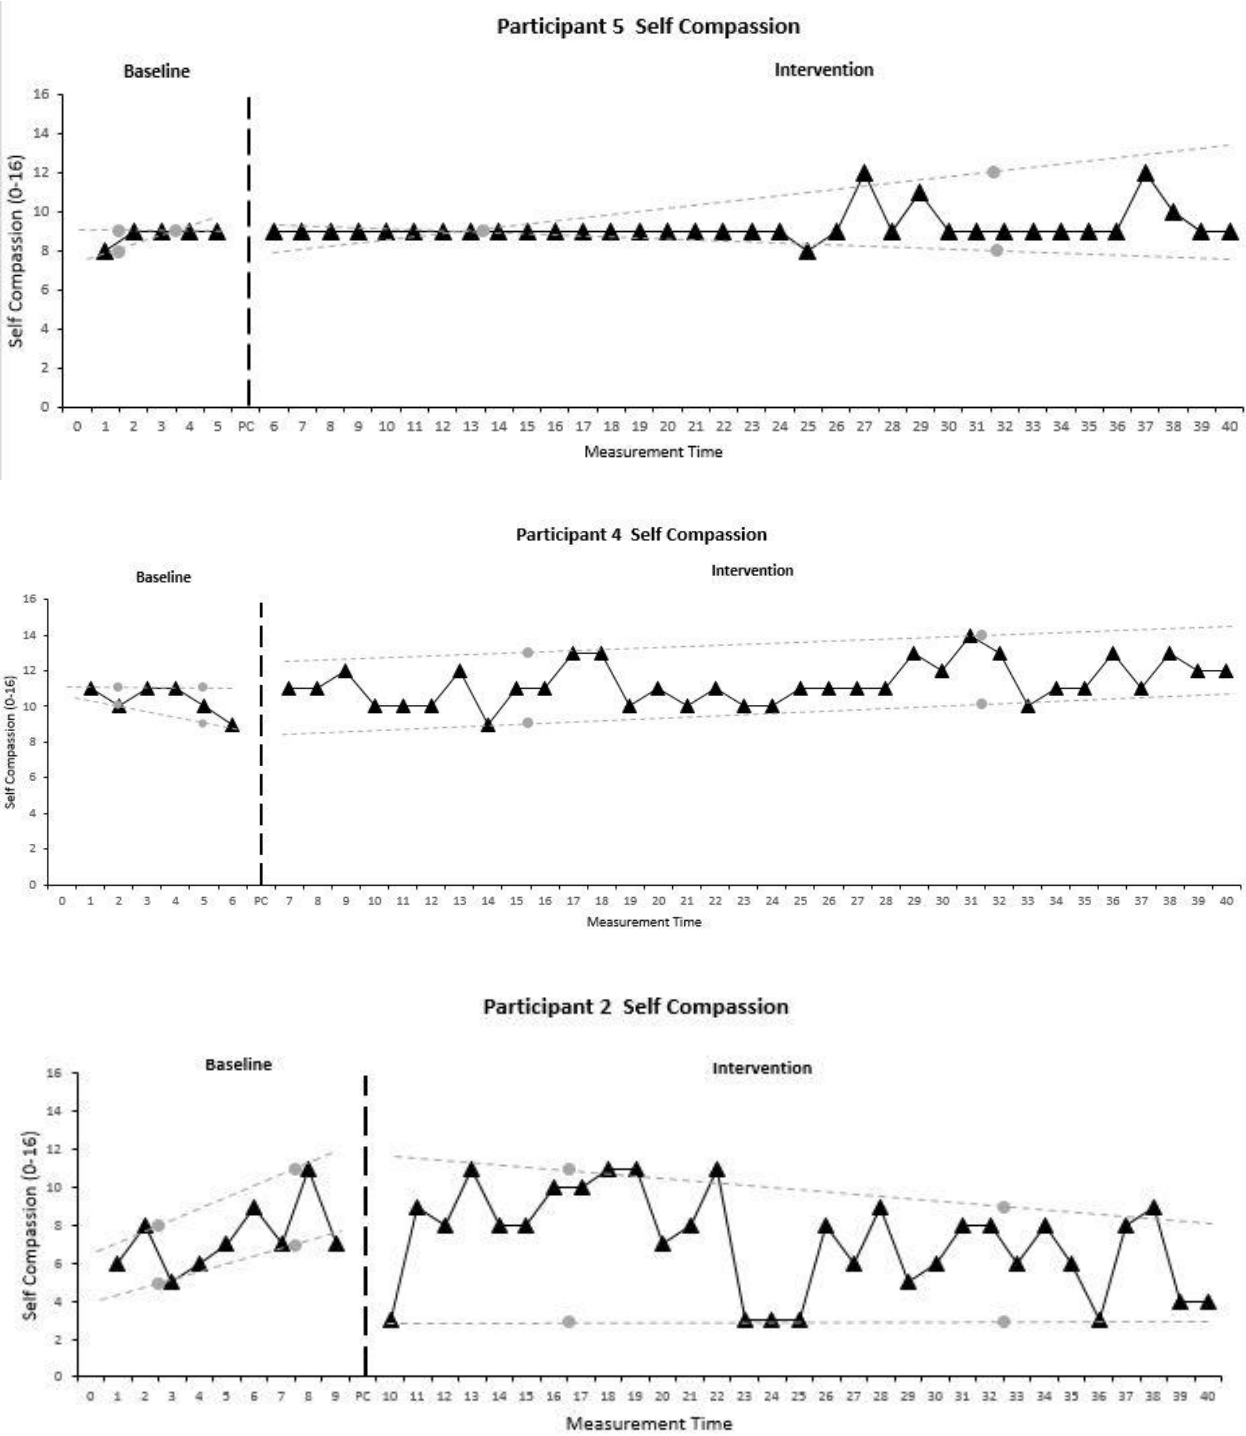 Participant 5  Self Compassion
Baseline
Intervention
16
14
12
10
8
6
4
2
0
Self Compassion (0-16)
0 1 2 3 4 5 PC 6 7 8 9 10 11 12 13 14 15 16 17 18 19 20 21 22 23 24 25 26 27 28 29 30 31 32 33 34 35 36 37 38 39 40
Measurement Time
Participant 4  Self Compassion
Baseline
Intervention
16
14
12
10
8
6
4
2
0
Self Compassion (0-16)
0 1 2 3 4 5 6 PC 7 8 9 10 11 12 13 14 15 16 17 18 19 20 21 22 23 24 25 26 27 28 29 30 31 32 33 34 35 36 37 38 39 40
Measurement Time
Participant 2  Self Compassion
Baseline
Intervention
16
14
12
10
8
6
4
2
0
Self Compassion (0-16)
0 1 2 3 4 5 6 7 8 9 PC 10 11 12 13 14 15 16 17 18 19 20 21 22 23 24 25 26 27 28 29 30 31 32 33 34 35 36 37 38 39 40
Measurement Time